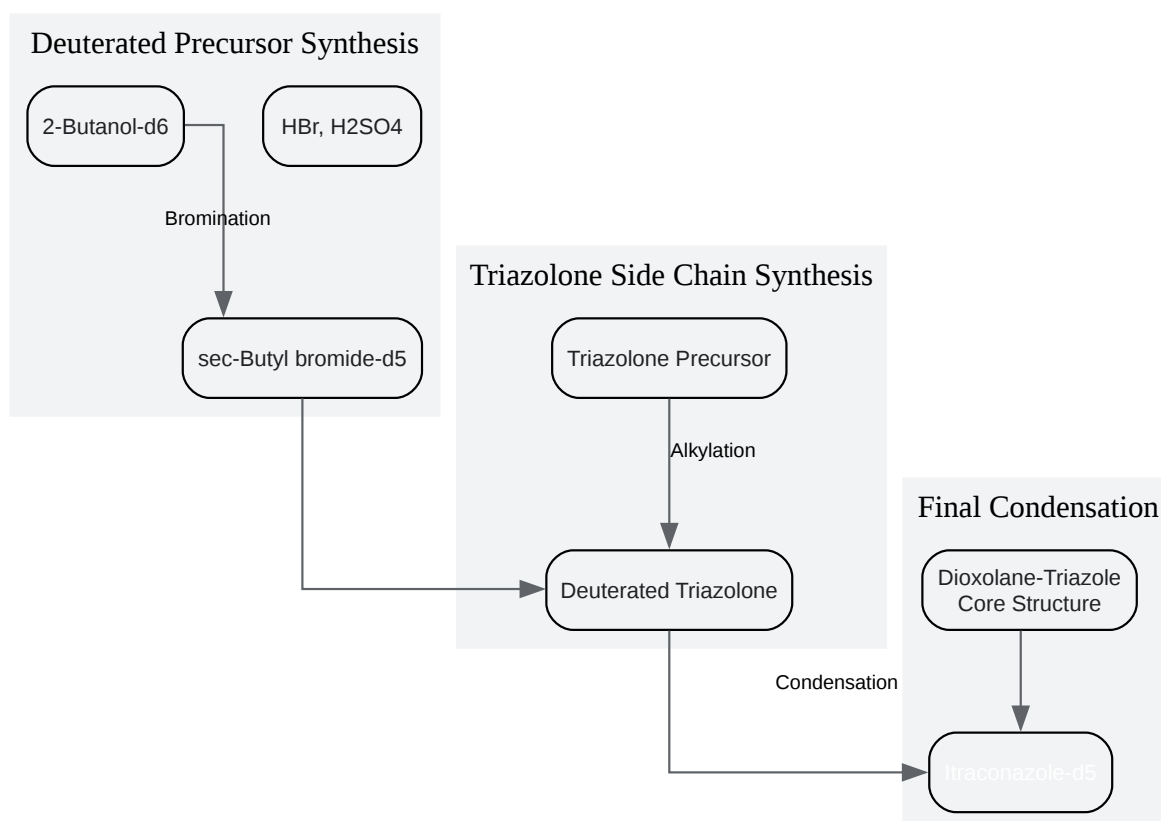 Deuterated Precursor Synthesis
2-Butanol-d6
HBr, H2SO4
Bromination
sec-Butyl bromide-d5
Triazolone Side Chain Synthesis
Triazolone Precursor
Alkylation
Deuterated Triazolone
Condensation
Final Condensation
Dioxolane-Triazole
Core Structure
Itraconazole-d5